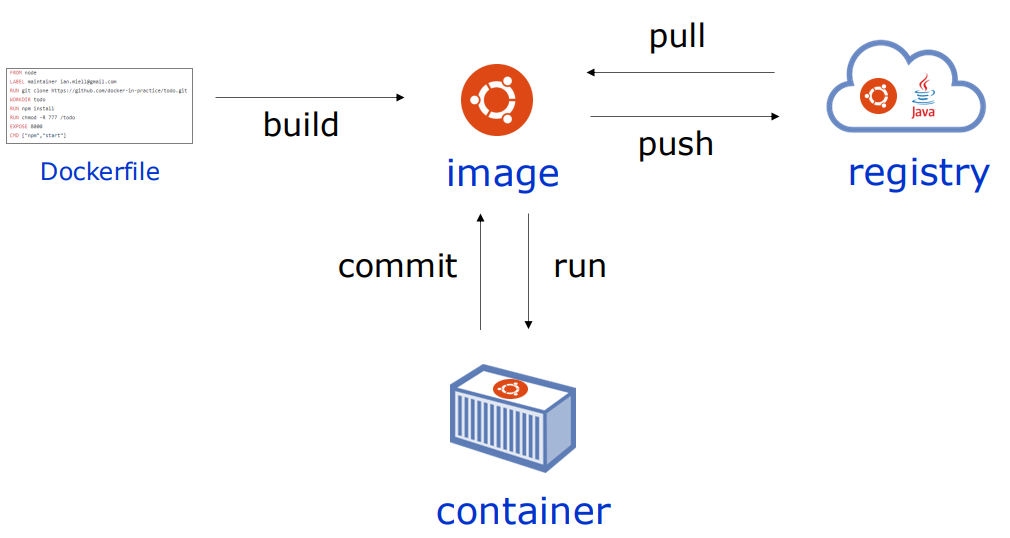 FROM node
LABEL maintainer ian.miell@gmail.com
RUN git clone https://github.com/docker-in-practice/todo.git
WORKDIR todo
RUN npm install
RUN chmod -R 777 /todo
EXPOSE 8000
CMD ["npm","start"]
Dockerfile
build
image
pull
push
Java
registry
commit
run
container